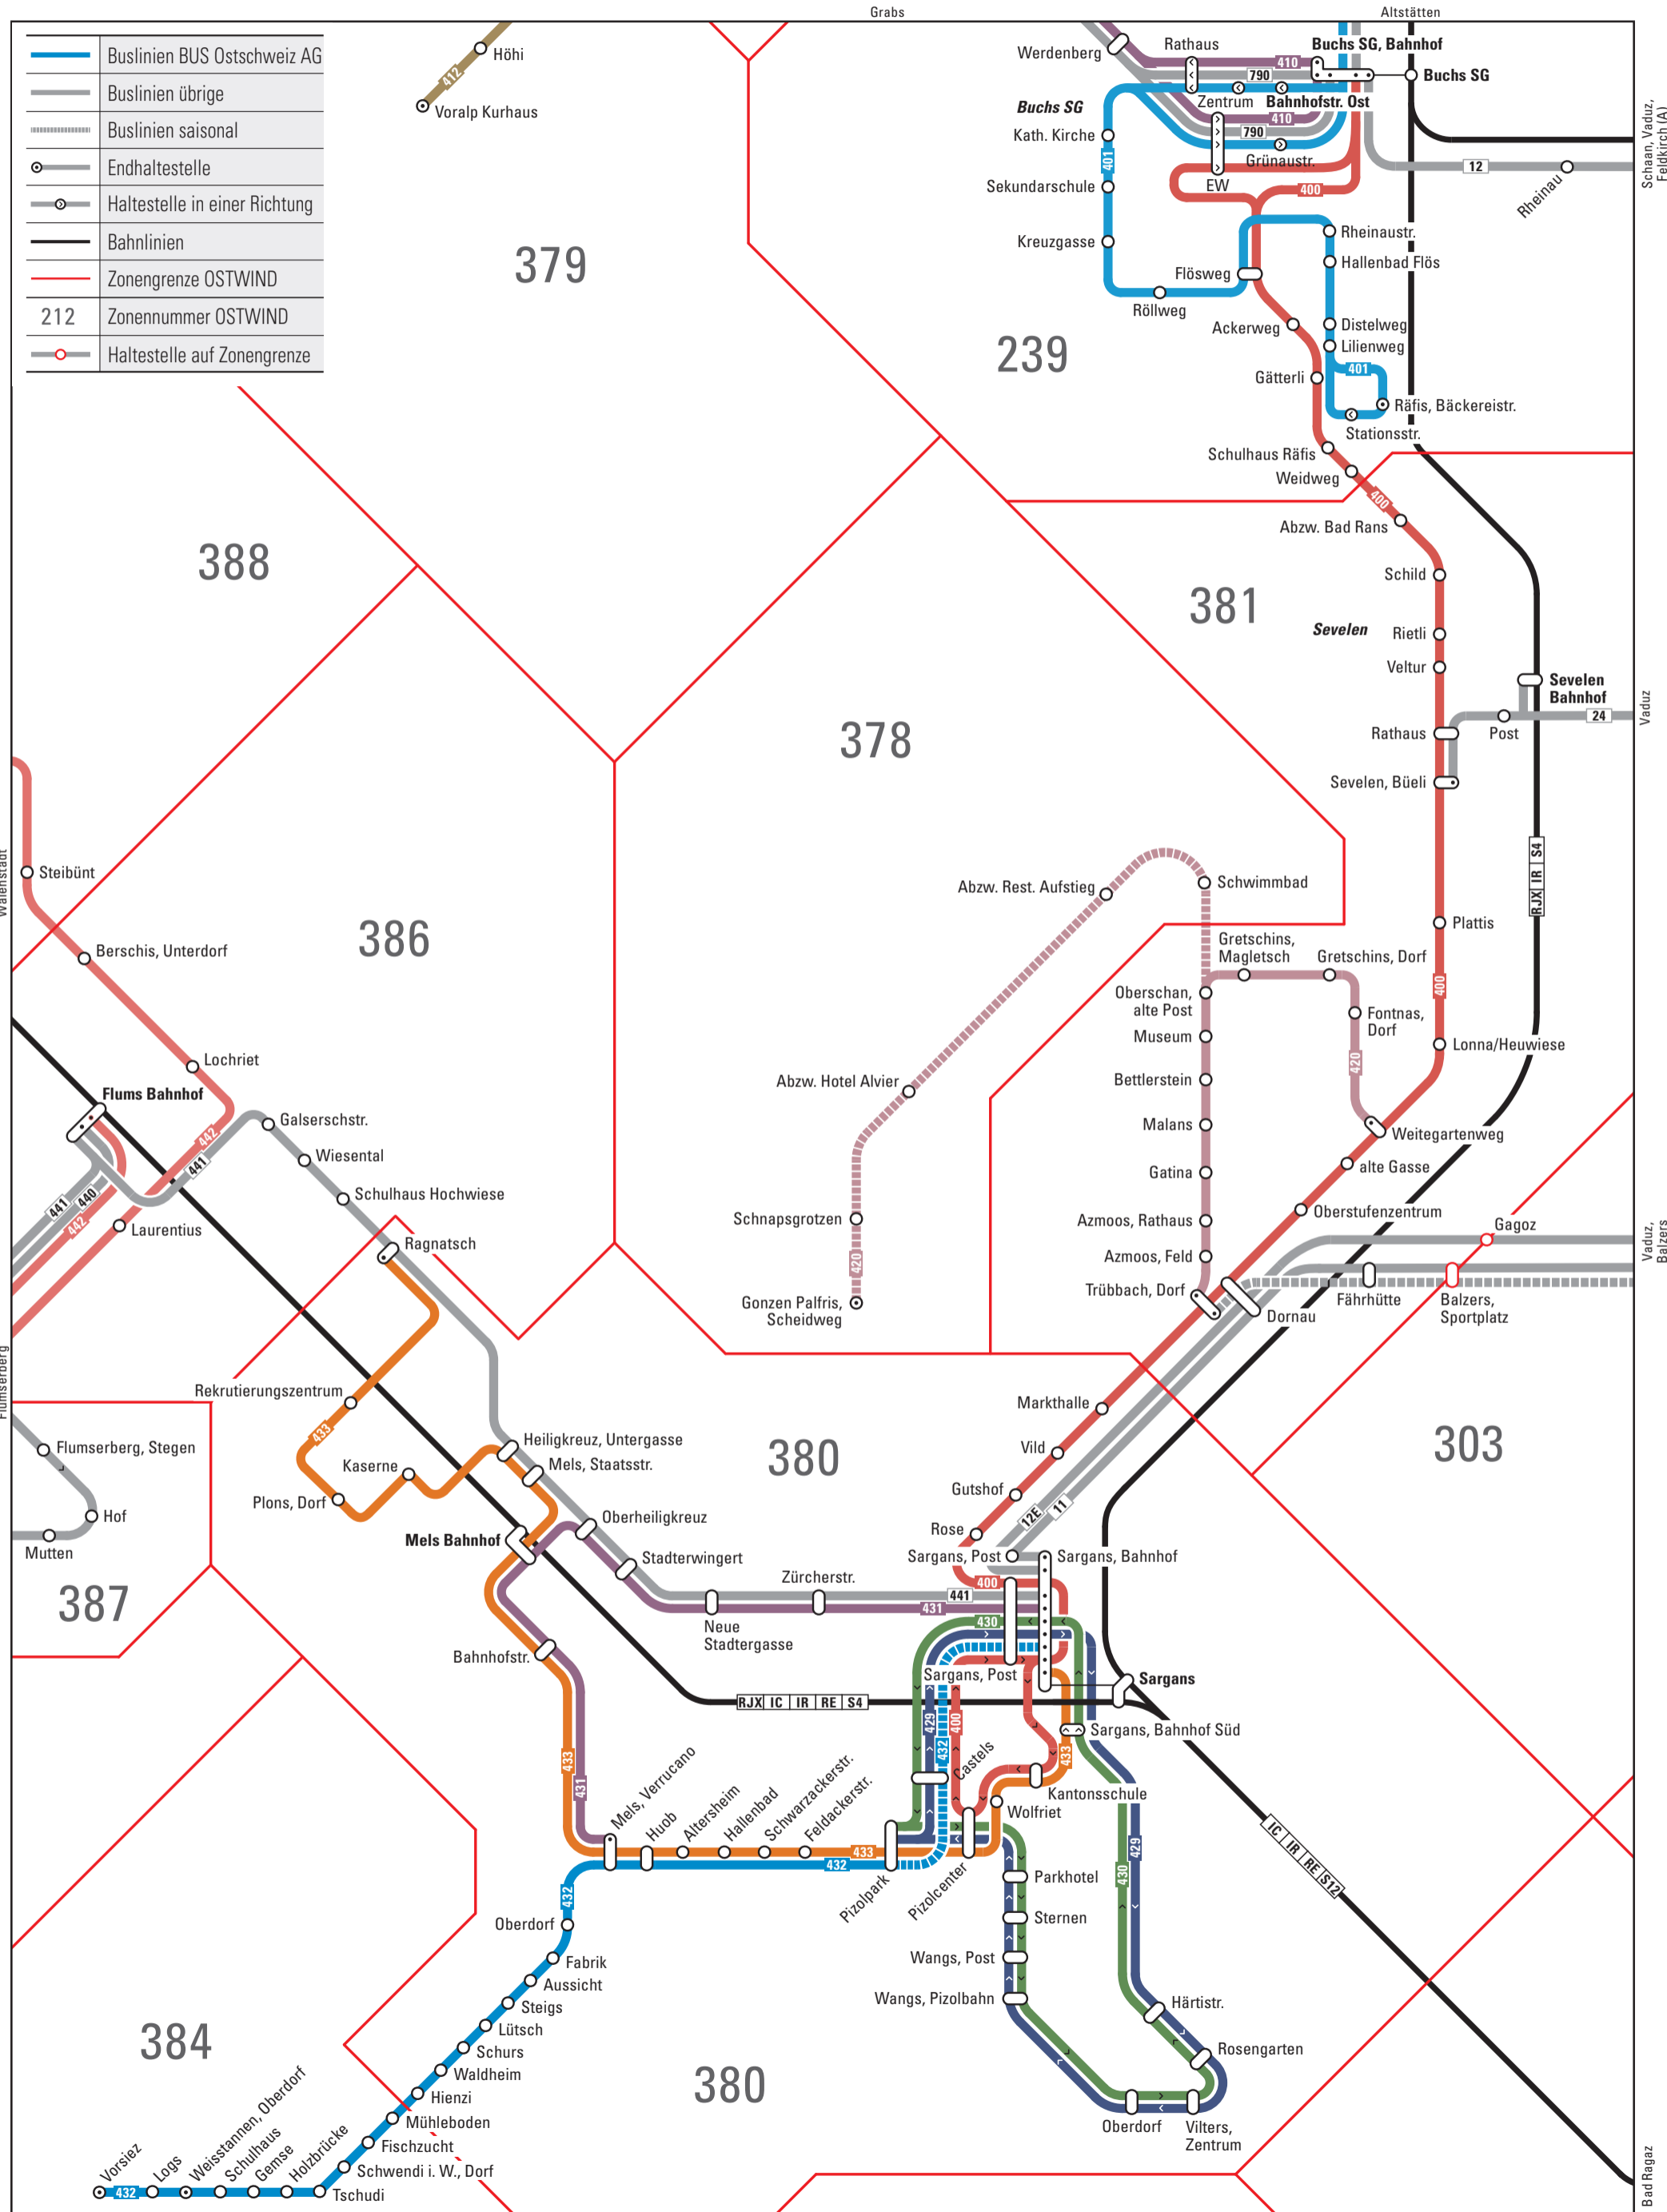 Grabs
Altstätten
Buslinien BUS Ostschweiz AG
Buslinien übrige
Buslinien saisonal
Endhaltestelle
Haltestelle in einer Richtung
Bahnlinien
Zonengrenze OSTWIND
212 Zonennummer OSTWIND
Haltestelle auf Zonengrenze
412
Höhi
Voralp Kurhaus
Werdenberg
Rathaus
410
790
Buchs SG, Bahnhof
Buchs SG
Buchs SG
Zentrum
Bahnhofstr. Ost
410
790
Kath. Kirche
401
Grünaustr.
EW
400
12
Rheinau
Schaan, Vaduz,
Feldkirch (A)
Sekundarschule
Kreuzgasse
Rheinaustr.
Hallenbad Flös
Flösweg
Röllweg
Ackerweg
Distelweg
Lilienweg
401
Gätterli
Räfis, Bäckereistr.
Stationsstr.
Schulhaus Räfis
Weidweg
400
Abzw. Bad Rans
379
239
388
381
378
386
Schild
Sevelen
Rietli
Veltur
Sevelen
Bahnhof
Rathaus
Post
24
Vaduz
Sevelen, Büeli
RJX IR S4
Plattis
400
Lonna/Heuwiese
Walenstadt
Steibünt
Berschis, Unterdorf
Lochriet
Flums Bahnhof
442
441
Galserschstr.
Wiesental
Schulhaus Hochwiese
441
440
442
Laurentius
Ragnatsch
Abzw. Rest. Aufstieg
Schwimmbad
Gretschins,
Magletsch
Gretschins, Dorf
Oberschan,
alte Post
Fontnas,
Dorf
Museum
420
Bettlerstein
Abzw. Hotel Alvier
Malans
Weitegartenweg
Gatina
alte Gasse
Schnapsgrotzen
420
Azmoos, Rathaus
Oberstufenzentrum
Gagoz
Azmoos, Feld
Gonzen Palfris,
Scheidweg
Trübbach, Dorf
Dornau
Fährhütte
Balzers,
Sportplatz
Vaduz,
Balzers
Flumserberg
Rekrutierungszentrum
433
Flumserberg, Stegen
Hof
Mutten
387
Kaserne
Plons, Dorf
Heiligkreuz, Untergasse
Mels, Staatsstr.
Mels Bahnhof
Oberheiligkreuz
Stadterwingert
Zürcherstr.
Neue
Stadtergasse
Bahnhofstr.
380
303
Markthalle
Vild
Gutshof
Rose
12E
11
Sargans, Post
Sargans, Bahnhof
400
441
431
430
Sargans, Post
Sargans
RJX IC IR RE S4
Sargans, Bahnhof Süd
429
432
400
433
433
431
Castels
Kantonsschule
Wolfriet
Mels, Verrucano
Huob
Altersheim
Hallenbad
Schwarzackerstr.
Feldackerstr.
433
432
Pizolpark
Pizolcenter
432
Parkhotel
Sternen
Wangs, Post
Wangs, Pizolbahn
430
429
IC IR RE S12
Härtistr.
Rosengarten
Oberdorf
Vilters,
Zentrum
Oberdorf
Fabrik
Aussicht
Steigs
Lütsch
Schurs
Waldheim
Hienzi
Mühleboden
Fischzucht
Schwendi i. W., Dorf
Tschudi
384
380
Vorsiez
432
Logs
Weisstannen, Oberdorf
Schulhaus
Gemse
Holzbrücke
Bad Ragaz